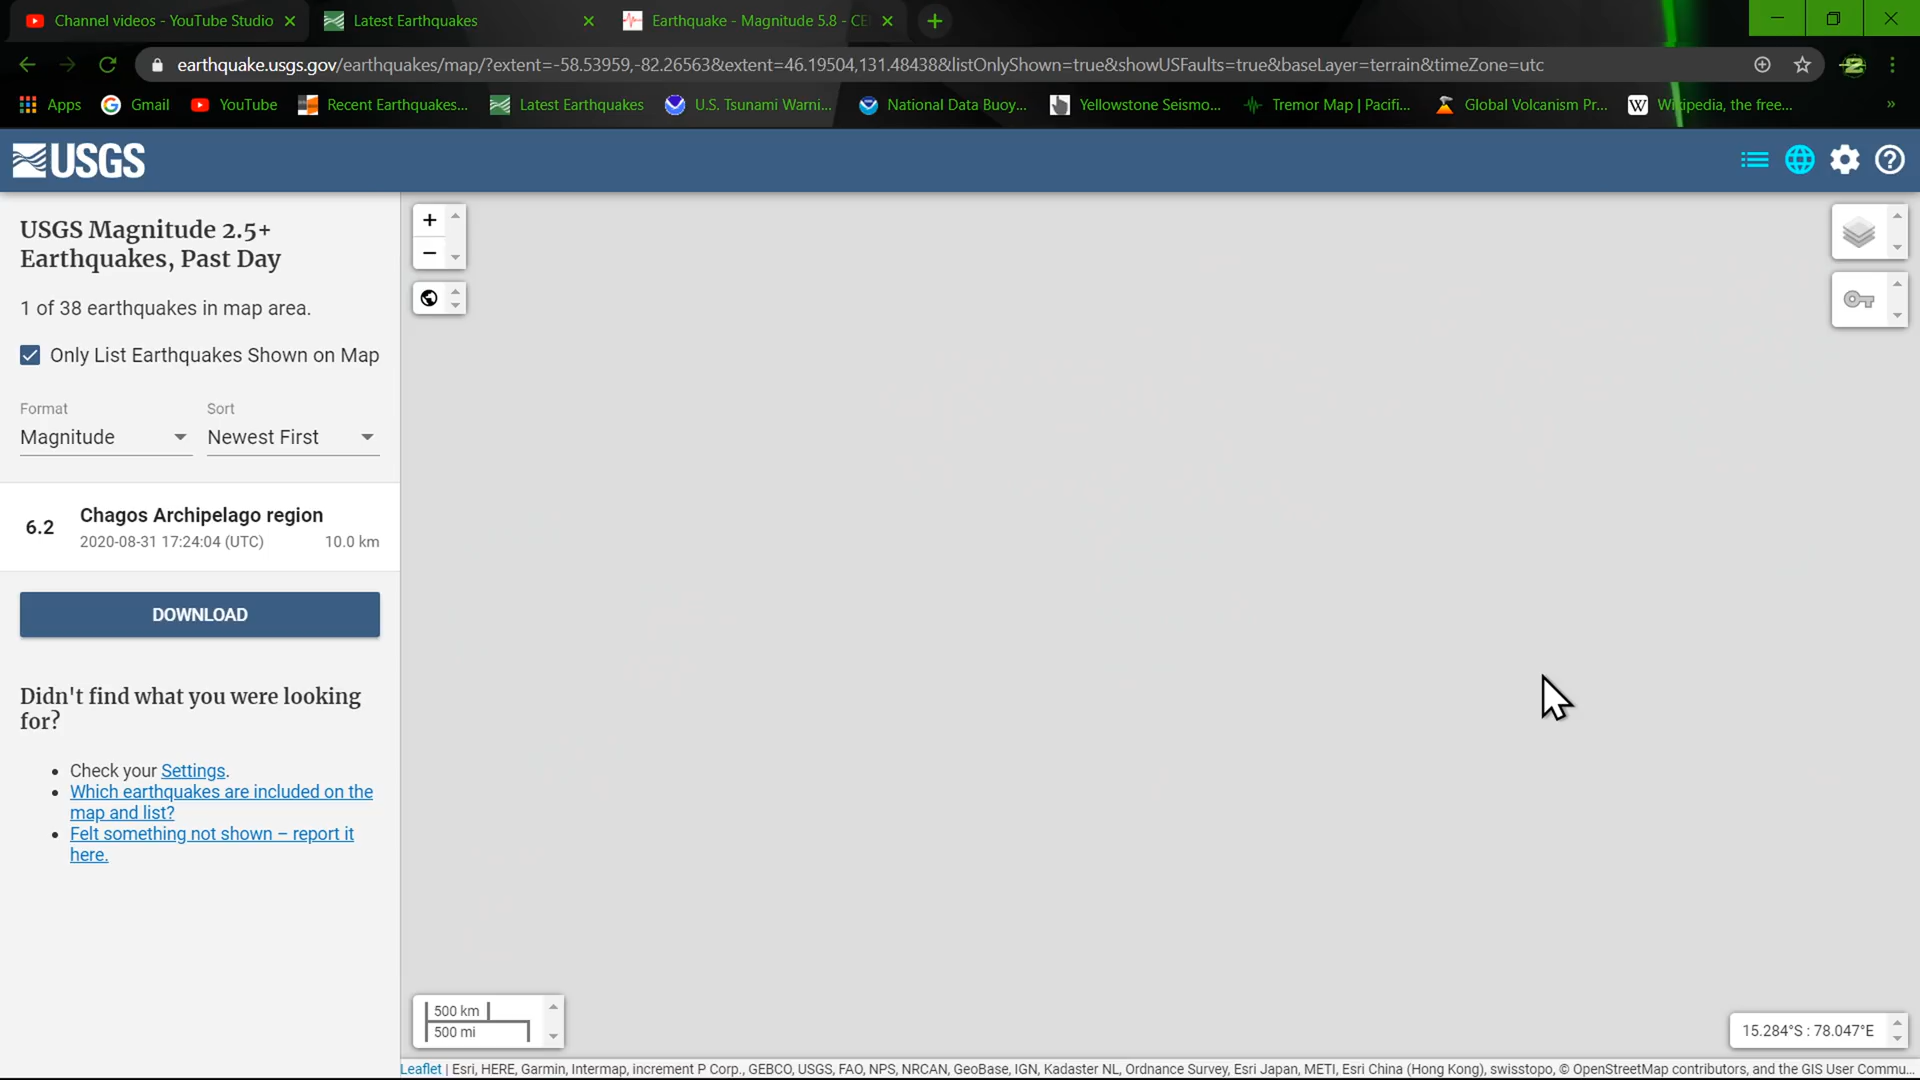 Channel videos - YouTube Studio
Latest Earthquakes
Earthquake - Magnitude 5.8 - CE
earthquake.usgs.gov/earthquakes/map/?extent=-58.53959,-82.26563&extent=46.19504,131.48438&listOnlyShown=true&showUSFaults=true&baseLayer=terrain&timeZone=utc
Apps
Gmail
YouTube
Recent Earthquakes...
Latest Earthquakes
U.S. Tsunami Warni...
National Data Buoy...
Yellowstone Seismo...
Tremor Map | Pacifi...
Global Volcanism Pr...
Wikipedia, the free...
»
USGS
USGS Magnitude 2.5+
Earthquakes, Past Day
1 of 38 earthquakes in map area.
Only List Earthquakes Shown on Map
Format
Sort
Magnitude
Newest First
6.2
Chagos Archipelago region
2020-08-31 17:24:04 (UTC)
10.0 km
DOWNLOAD
Didn't find what you were looking
for?
• Check your Settings.
• Which earthquakes are included on the
map and list?
• Felt something not shown – report it
here.
+
−
500 km
500 mi
15.284°S : 78.047°E
Leaflet | Esri, HERE, Garmin, Intermap, increment P Corp., GEBCO, USGS, FAO, NPS, NRCAN, GeoBase, IGN, Kadaster NL, Ordnance Survey, Esri Japan, METI, Esri China (Hong Kong), swisstopo, © OpenStreetMap contributors, and the GIS User Commu...